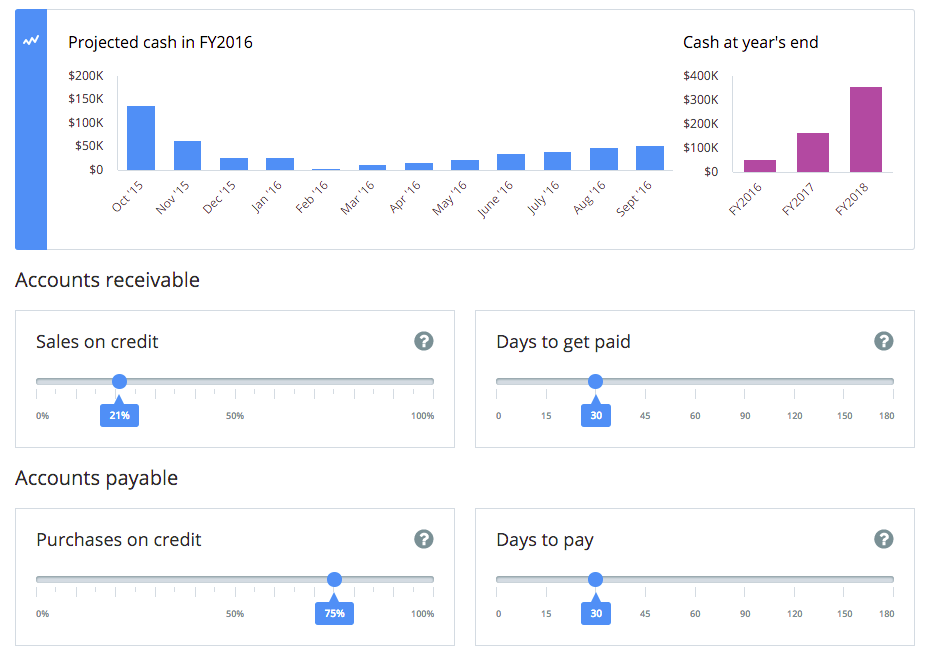 Projected cash in FY2016
$200K
$150K
$100K
$50K
$0
Oct '15
Nov '15
Dec '15
Jan '16
Feb '16
Mar '16
Apr '16
May '16
June '16
July '16
Aug '16
Sept '16
Cash at year's end
$400K
$300K
$200K
$100K
$0
FY2016
FY2017
FY2018
Accounts receivable
Sales on credit
?
0% 21% 50% 100%
Days to get paid
?
0 15 30 45 60 90 120 150 180
Accounts payable
Purchases on credit
?
0% 50% 75% 100%
Days to pay
?
0 15 30 45 60 90 120 150 180